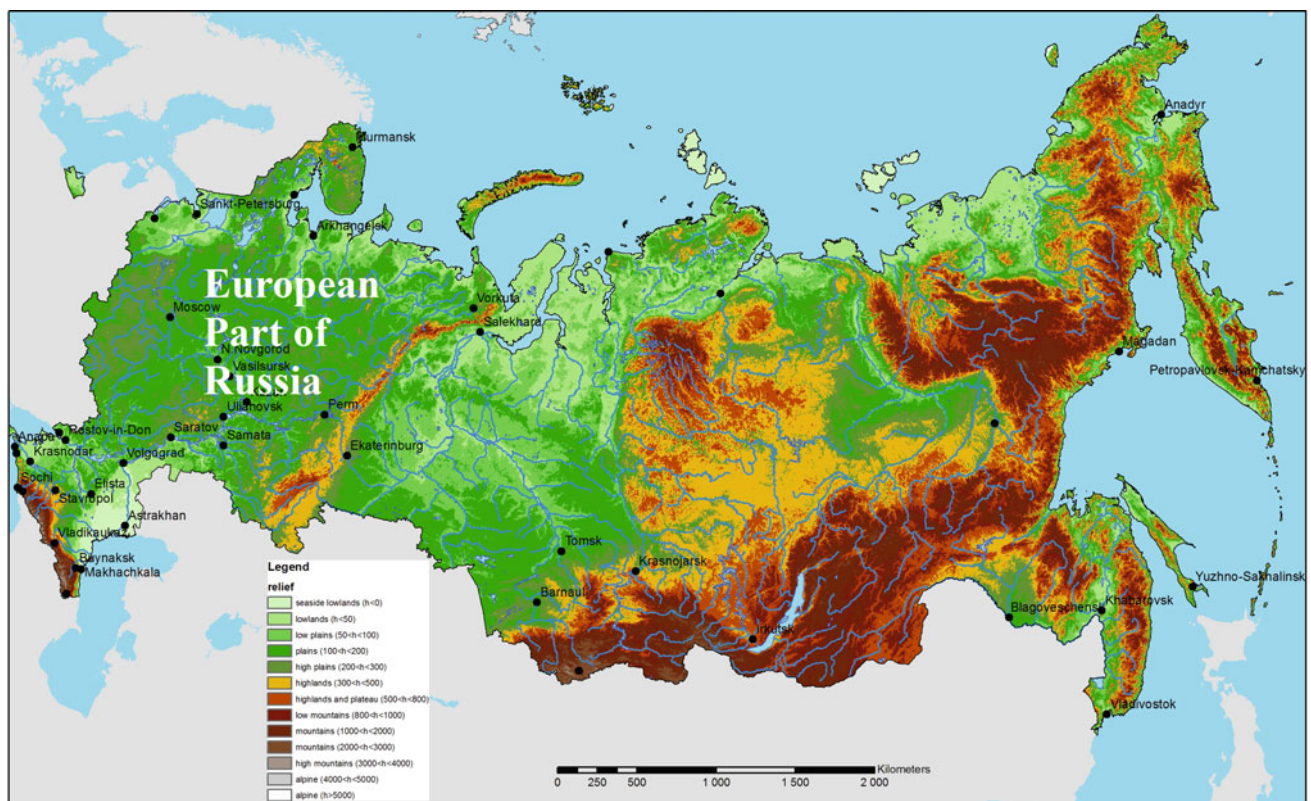 Anadyr
Murmansk
Sankt-Petersburg
Arkhangelsk
European
Part of
Russia
Vorkuta
Moscow
Salekhard
N.Novgorod
Vasilsursk
Magadan
Petropavlovsk-Kamchatsky
Ulianovsk
Perm
Anapa
Rostov-in-Don
Saratov
Samata
Ekaterinburg
Krasnodar
Volgograd
Sochi
Stavropol
Elista
Astrakhan
Vladikaukaz
Tomsk
Buynaksk
Makhachkala
Krasnojarsk
Barnaul
Irkutsk
Yuzhno-Sakhalinsk
Blagoveschensk
Khabarovsk
Vladivostok
Legend
relief
seaside lowlands (h<0)
lowlands (h<50)
low plains (50<h<100)
plains (100<h<200)
high plains (200<h<300)
highlands (300<h<500)
highlands and plateau (500<h<800)
low mountains (800<h<1000)
mountains (1000<h<2000)
mountains (2000<h<3000)
high mountains (3000<h<4000)
alpine (4000<h<5000)
alpine (h>5000)
Kilometers
0 250 500 1 000 1 500 2 000